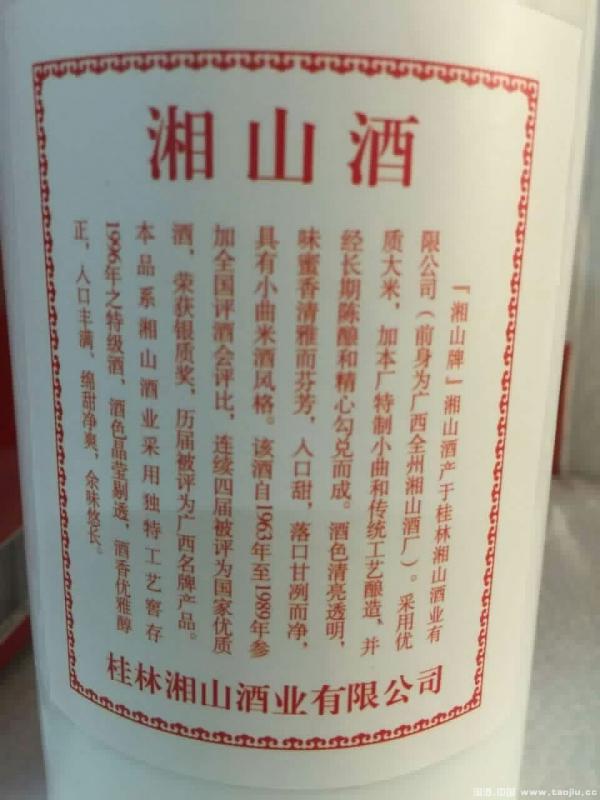 湘山酒
「湘山牌」湘山酒产于桂林湘山酒业有
限公司（前身为广西全州湘山酒厂）。采用优
质大米，加本厂特制小曲和传统工艺酿造、并
经长期陈酿和精心勾兑而成。酒色清亮透明，
味蜜香清雅而芬芳，入口甜，落口甘冽而净，
具有小曲米酒风格。该酒自1963年至1989年参
加全国评酒会评比，连续四届被评为国家优质
酒，荣获银质奖，历届被评为广西名牌产品。
本品系湘山酒业采用独特工艺窖存
1996年之特级酒，酒色晶莹剔透，酒香优雅醇
正，入口丰满，绵甜净爽，余味悠长。
桂林湘山酒业有限公司
www.taojiu.cc